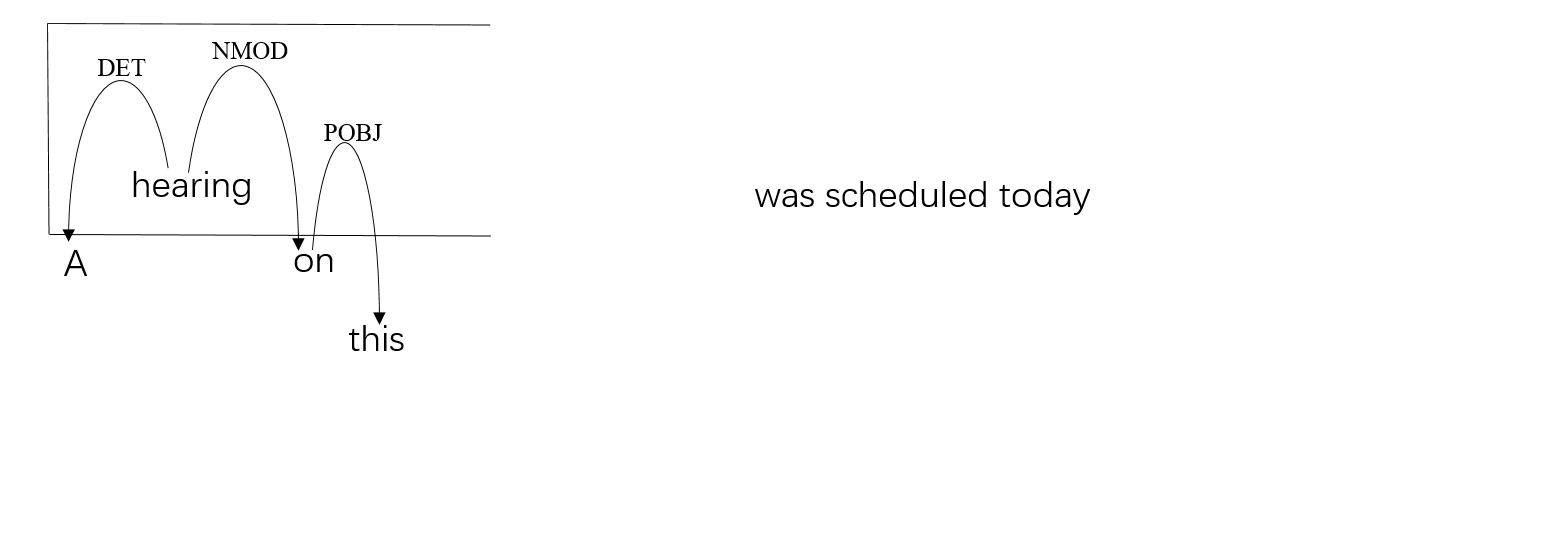 DET
NMOD
POBJ
hearing
was scheduled today
A
on
this